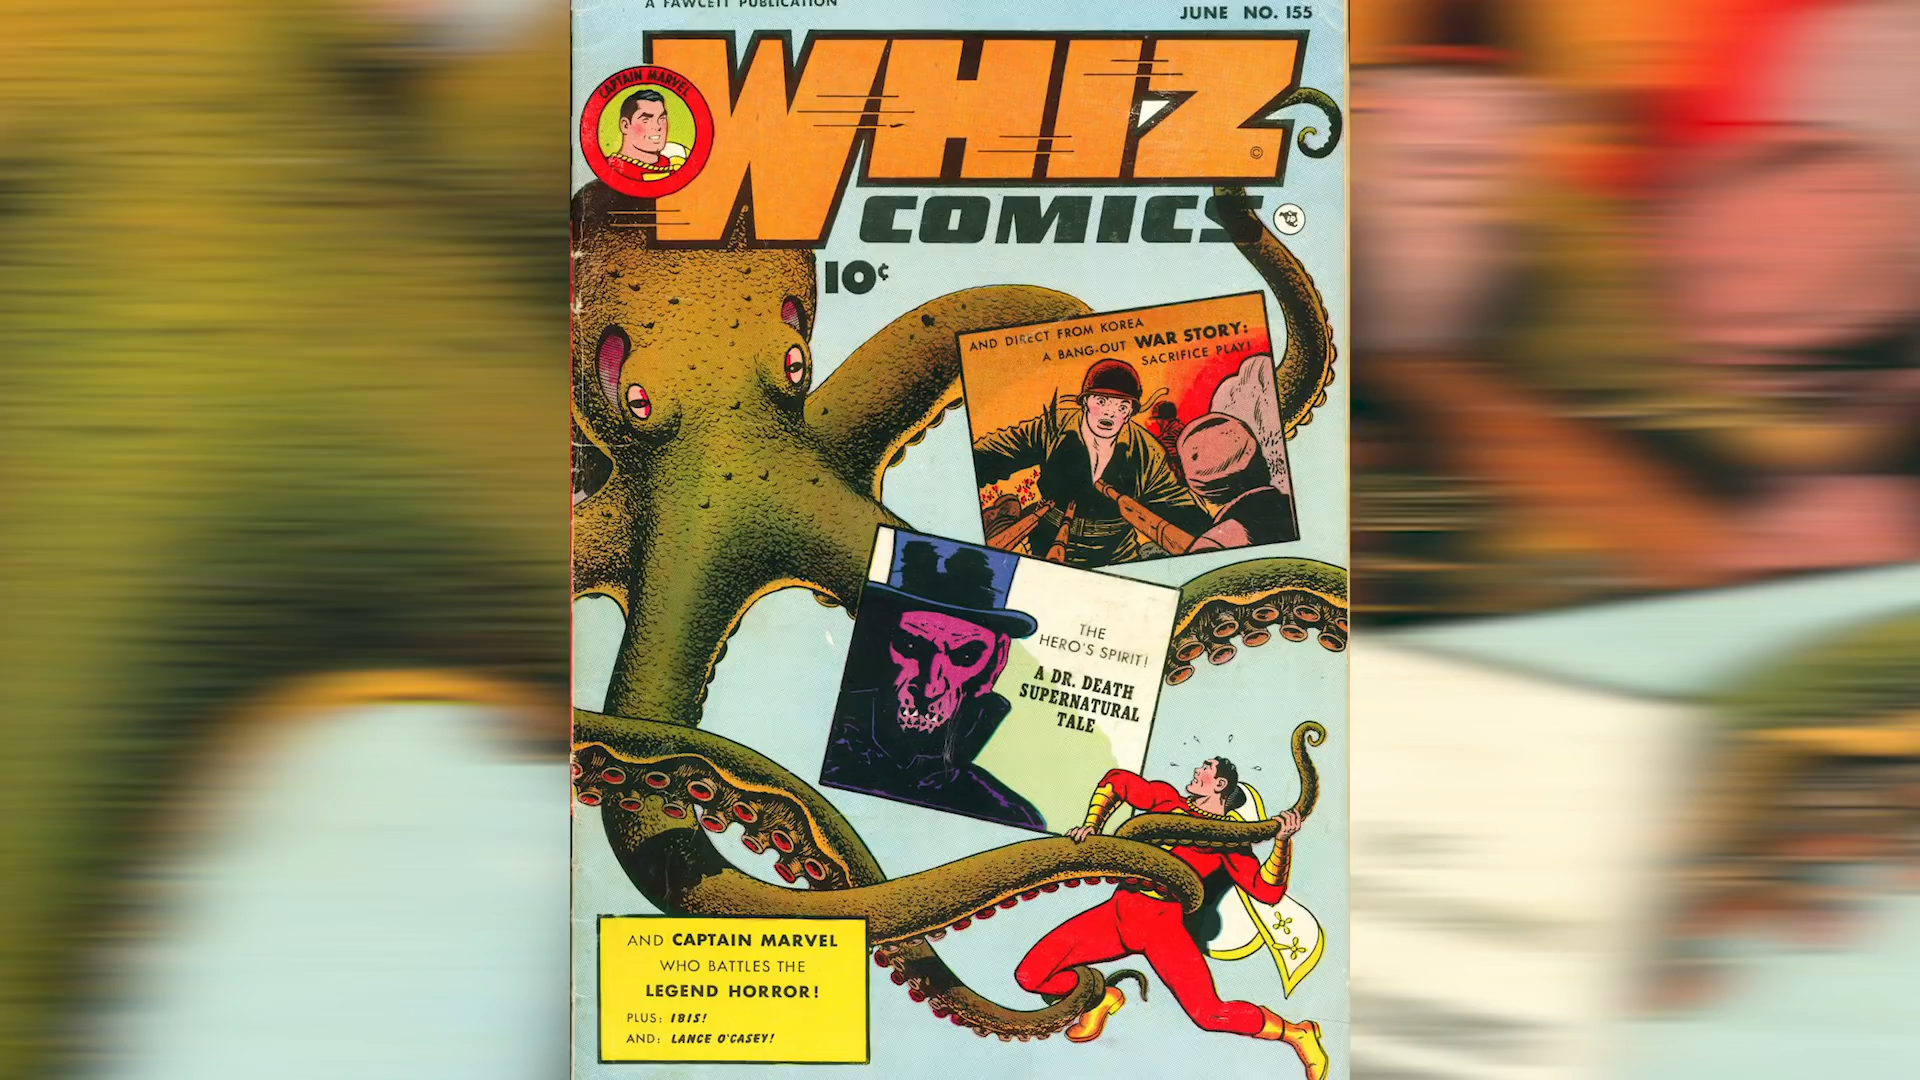 A FAWCETT PUBLICATION
JUNE NO. 155
CAPTAIN MARVEL
WHIZ
©
COMICS
10¢
AND DIRECT FROM KOREA
A BANG-OUT WAR STORY:
SACRIFICE PLAY!
THE
HERO'S SPIRIT!
A DR. DEATH
SUPERNATURAL
TALE
AND CAPTAIN MARVEL
WHO BATTLES THE
LEGEND HORROR!
PLUS: IBIS!
AND: LANCE O'CASEY!